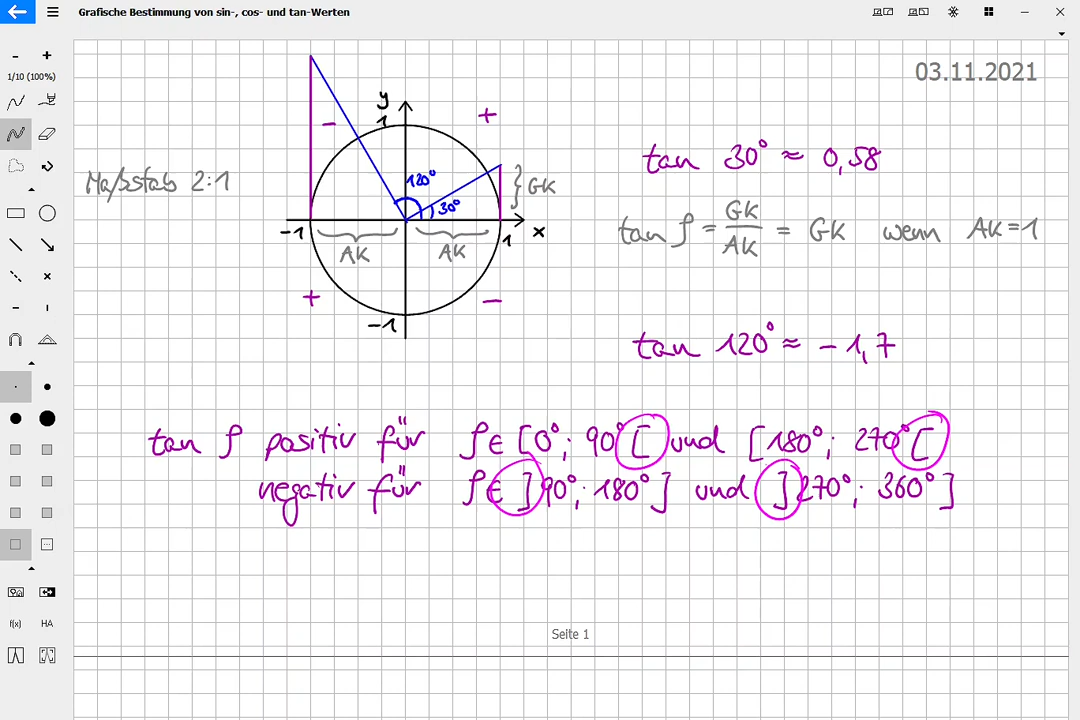 Grafische Bestimmung von sin-, cos- und tan-Werten
- +
1/10 (100%)
03.11.2021
y
1
- +
Maßstab 2:1
120°
30°
GK
-1
1
x
AK AK
+ -
-1
tan 30° ≈ 0,58
tan ρ = GK / AK = GK wenn AK=1
tan 120° ≈ -1,7
tan ρ positiv für ρ∈[0°; 90°[ und [180°; 270°[
negativ für ρ∈]90°; 180°] und ]270°; 360°]
f(x) HA
Seite 1